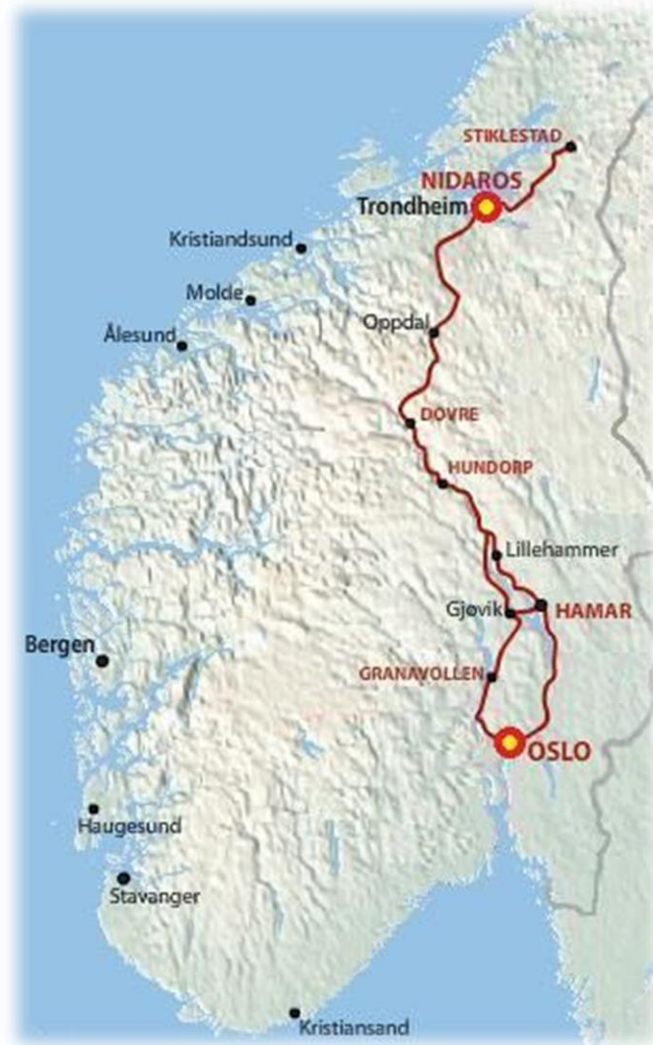 STIKLESTAD
NIDAROS
Trondheim
Kristiandsund
Molde
Oppdal
Ålesund
DOVRE
HUNDORP
Lillehammer
Gjøvik
HAMAR
Bergen
GRANAVOLLEN
OSLO
Haugesund
Stavanger
Kristiansand